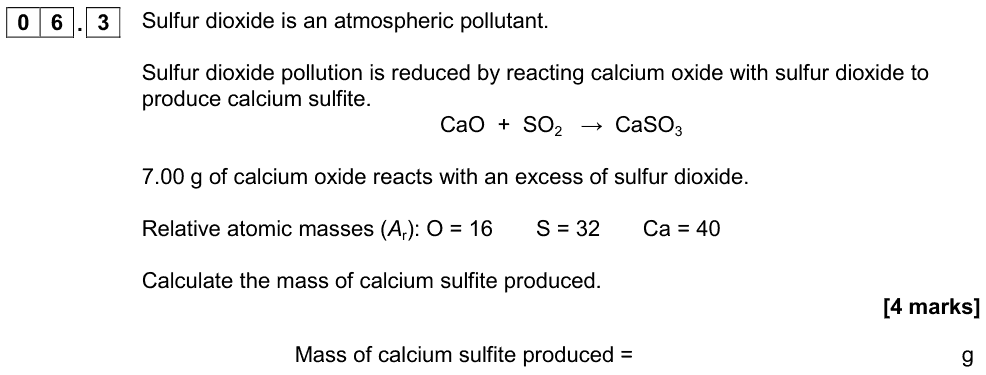 06.3 Sulfur dioxide is an atmospheric pollutant.
Sulfur dioxide pollution is reduced by reacting calcium oxide with sulfur dioxide to
produce calcium sulfite.
CaO + SO₂ → CaSO₃
7.00 g of calcium oxide reacts with an excess of sulfur dioxide.
Relative atomic masses (Aᵣ): O = 16 S = 32 Ca = 40
Calculate the mass of calcium sulfite produced.
[4 marks]
Mass of calcium sulfite produced = g